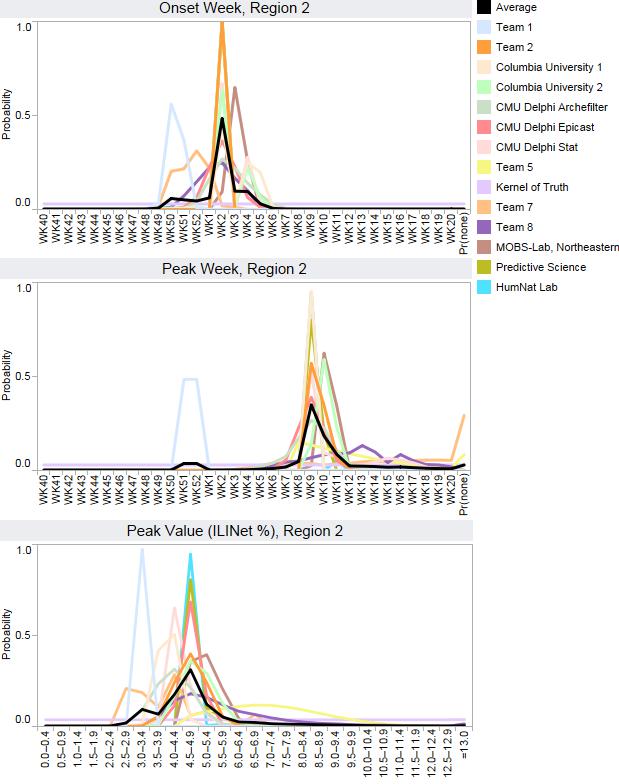 Onset Week, Region 2
Probability
1.0
0.5
0.0
WK40 WK41 WK42 WK43 WK44 WK45 WK46 WK47 WK48 WK49 WK50 WK51 WK52 WK1 WK2 WK3 WK4 WK5 WK6 WK7 WK8 WK9 WK10 WK11 WK12 WK13 WK14 WK15 WK16 WK17 WK18 WK19 WK20 Pr(none)
Average
Team 1
Team 2
Columbia University 1
Columbia University 2
CMU Delphi Archefilter
CMU Delphi Epicast
CMU Delphi Stat
Team 5
Kernel of Truth
Team 7
Team 8
MOBS-Lab, Northeastern
Predictive Science
HumNat Lab
Peak Week, Region 2
Probability
1.0
0.5
0.0
WK40 WK41 WK42 WK43 WK44 WK45 WK46 WK47 WK48 WK49 WK50 WK51 WK52 WK1 WK2 WK3 WK4 WK5 WK6 WK7 WK8 WK9 WK10 WK11 WK12 WK13 WK14 WK15 WK16 WK17 WK18 WK19 WK20 Pr(none)
Peak Value (ILINet %), Region 2
Probability
1.0
0.5
0.0
0.0–0.4 0.5–0.9 1.0–1.4 1.5–1.9 2.0–2.4 2.5–2.9 3.0–3.4 3.5–3.9 4.0–4.4 4.5–4.9 5.0–5.4 5.5–5.9 6.0–6.4 6.5–6.9 7.0–7.4 7.5–7.9 8.0–8.4 8.5–8.9 9.0–9.4 9.5–9.9 10.0–10.4 10.5–10.9 11.0–11.4 11.5–11.9 12.0–12.4 12.5–12.9 =13.0